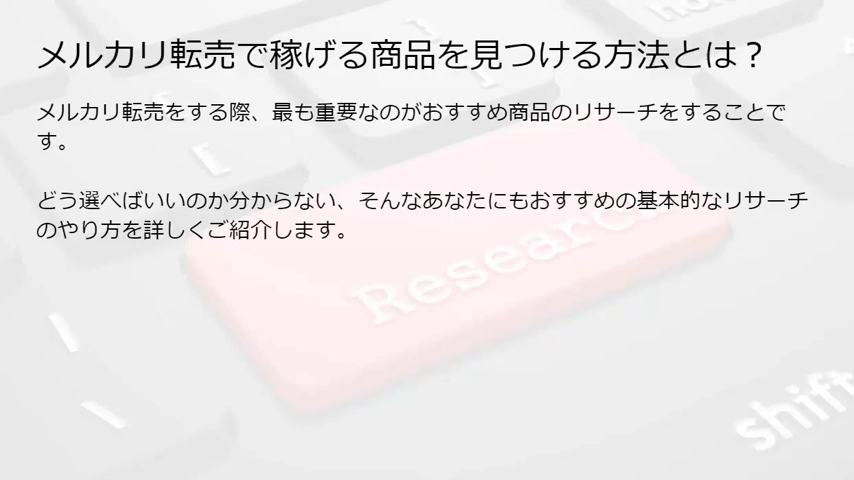 メルカリ転売で稼げる商品を見つける方法とは？
メルカリ転売をする際、最も重要なのがおすすめ商品のリサーチをすることで
す。
どう選べばいいのか分からない、そんなあなたにもおすすめの基本的なリサーチ
のやり方を詳しくご紹介します。
[
Research
shift